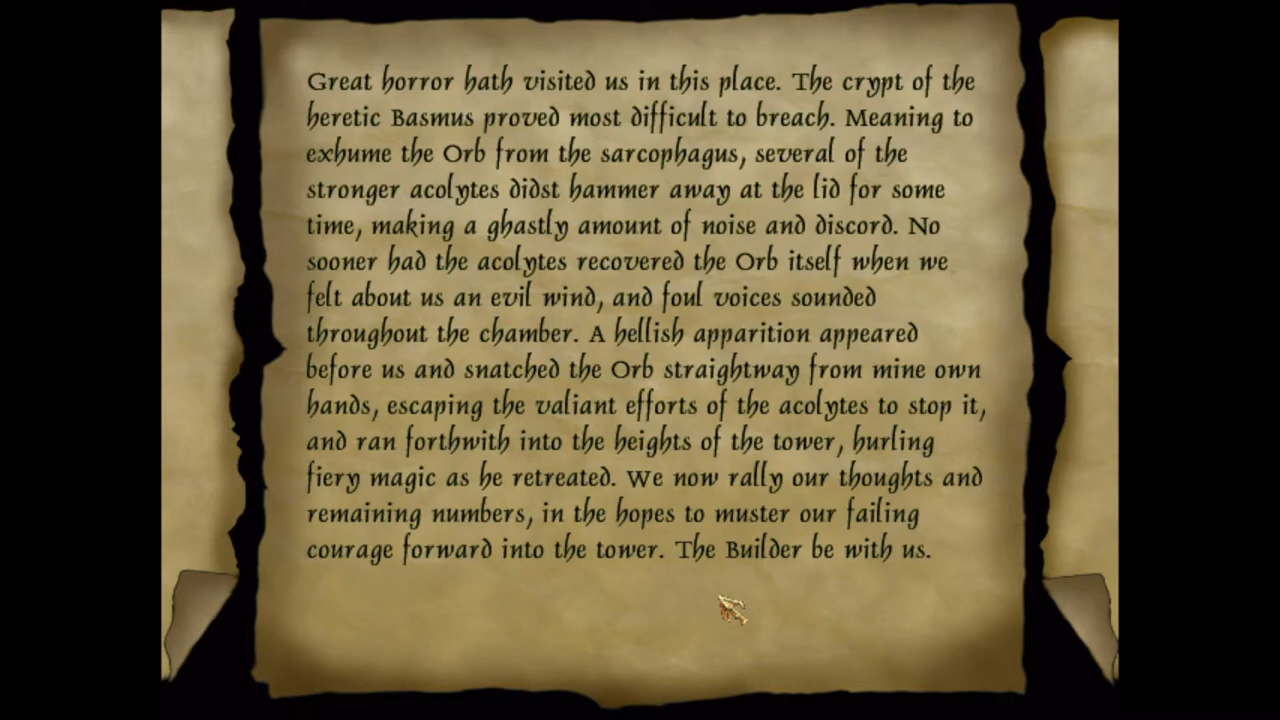 Great horror hath visited us in this place. The crypt of the
heretic Basmus proved most difficult to breach. Meaning to
exhume the Orb from the sarcophagus, several of the
stronger acolytes didst hammer away at the lid for some
time, making a ghastly amount of noise and discord. No
sooner had the acolytes recovered the Orb itself when we
felt about us an evil wind, and foul voices sounded
throughout the chamber. A hellish apparition appeared
before us and snatched the Orb straightway from mine own
hands, escaping the valiant efforts of the acolytes to stop it,
and ran forthwith into the heights of the tower, hurling
fiery magic as he retreated. We now rally our thoughts and
remaining numbers, in the hopes to muster our failing
courage forward into the tower. The Builder be with us.